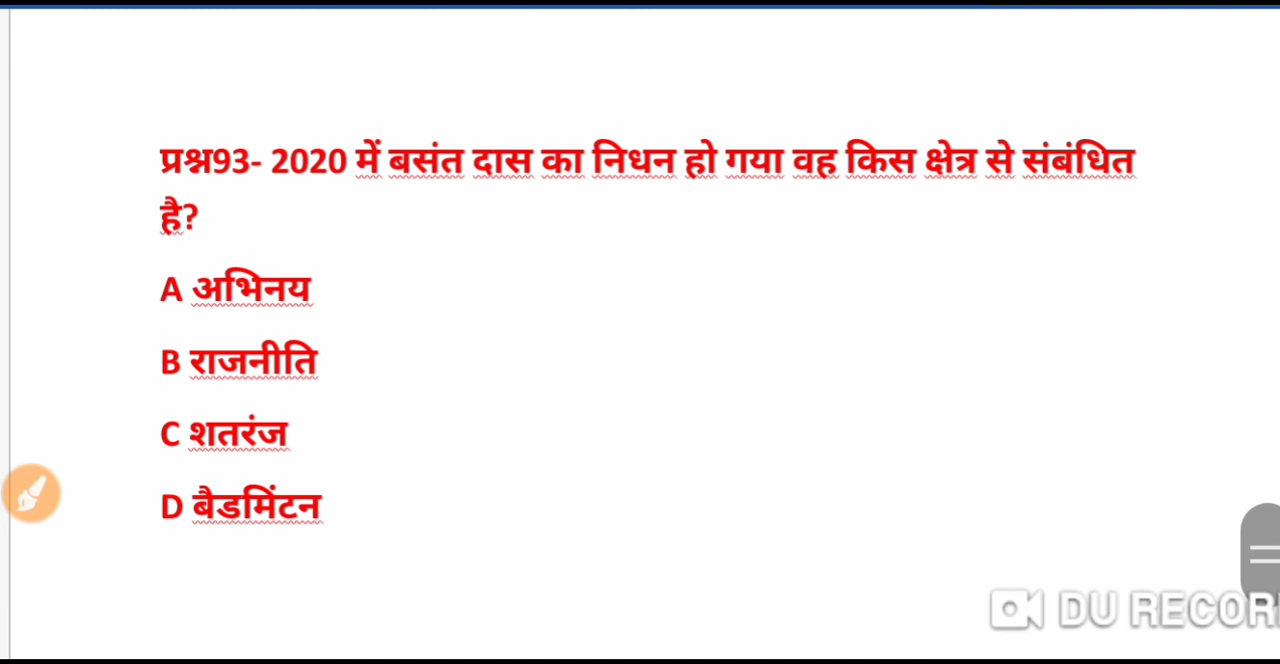 प्रश्न93- 2020 में बसंत दास का निधन हो गया वह किस क्षेत्र से संबंधित
है?
A अभिनय
B राजनीति
C शतरंज
D बैडमिंटन
DU RECOR